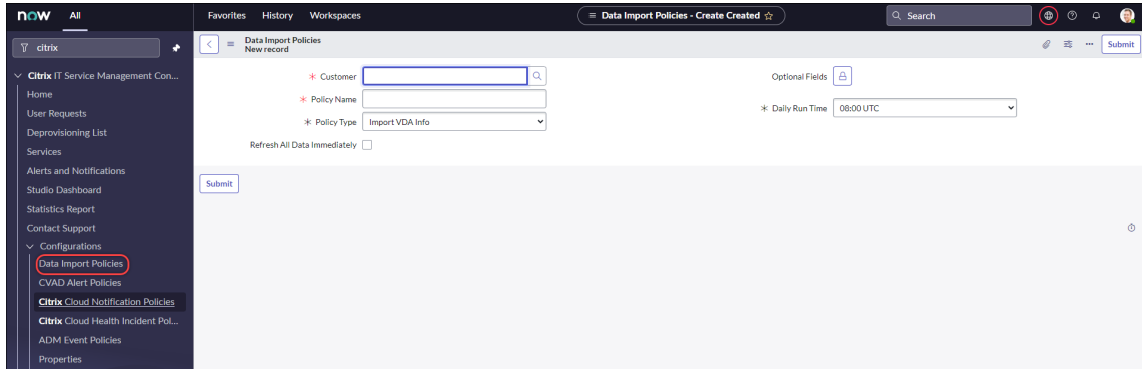 now All Favorites History Workspaces Data Import Policies - Create Created Search
citrix
Data Import Policies
New record
Submit
Citrix IT Service Management Con...
Home
User Requests
Deprovisioning List
Services
Alerts and Notifications
Studio Dashboard
Statistics Report
Contact Support
Configurations
Data Import Policies
CVAD Alert Policies
Citrix Cloud Notification Policies
Citrix Cloud Health Incident Pol...
ADM Event Policies
Properties
* Customer
* Policy Name
* Policy Type Import VDA Info
Refresh All Data Immediately
Optional Fields
* Daily Run Time 08:00 UTC
Submit